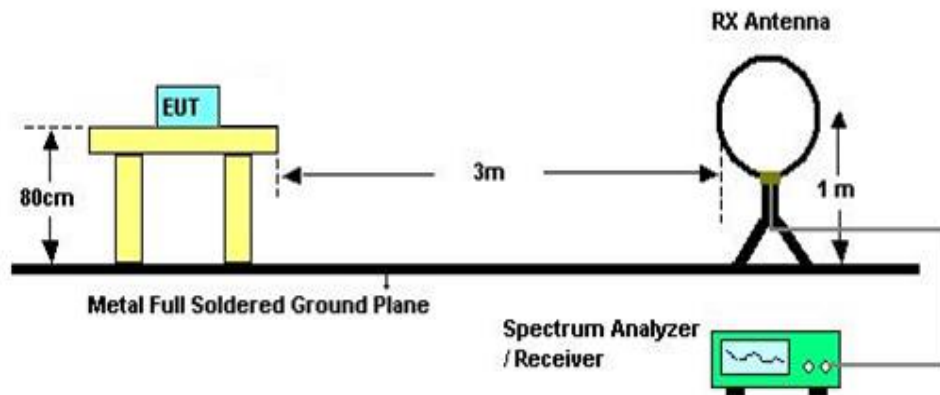 RX Antenna
EUT
3m
80cm
1 m
Metal Full Soldered Ground Plane
Spectrum Analyzer
/ Receiver